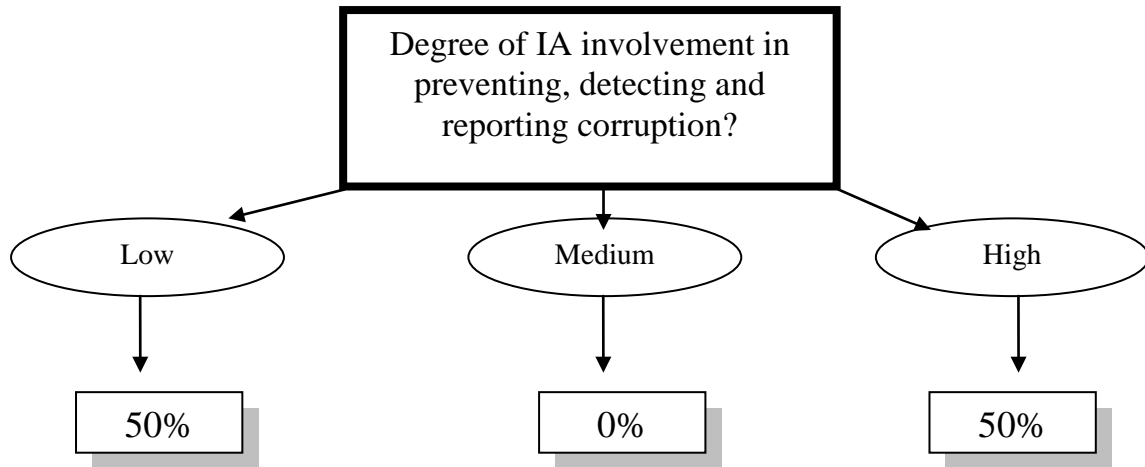 Degree of IA involvement in
preventing, detecting and
reporting corruption?
Low
Medium
High
50%
0%
50%